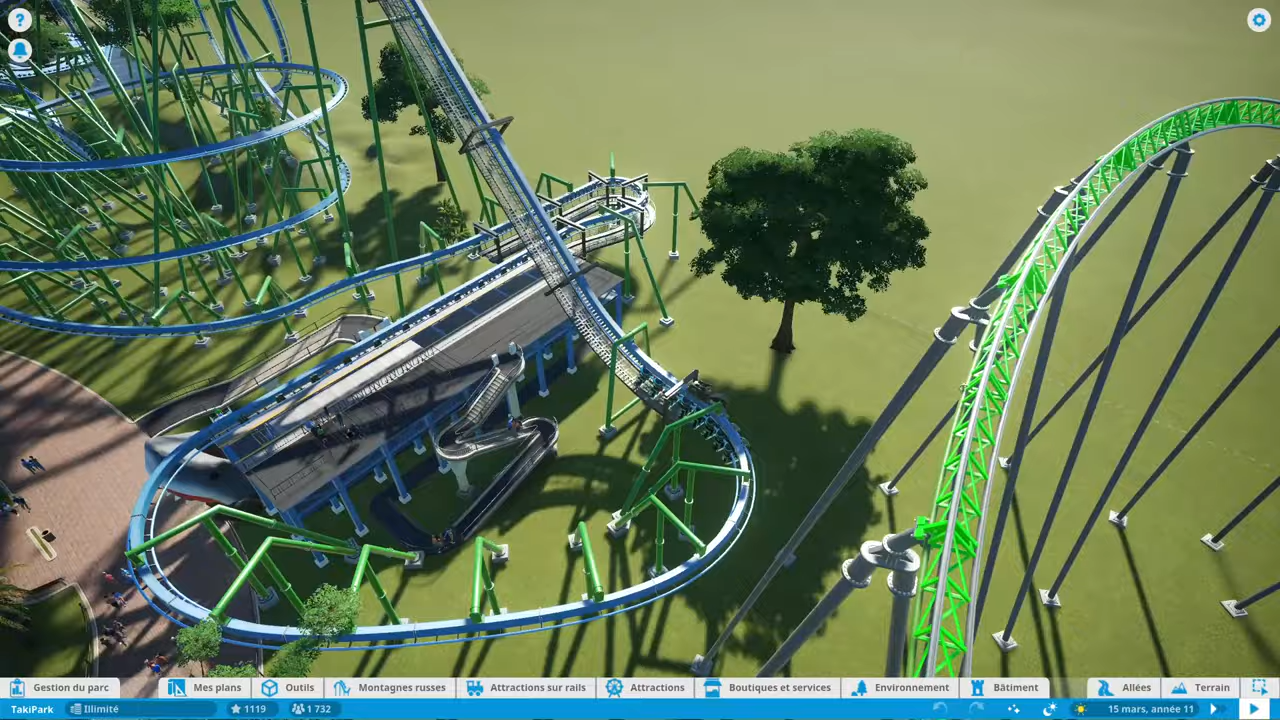 ?
Gestion du parc
Mes plans
Outils
Montagnes russes
Attractions sur rails
Attractions
Boutiques et services
Environnement
Bâtiment
Allées
Terrain
TakiPark
Illimité
1119
1 732
15 mars, année 11